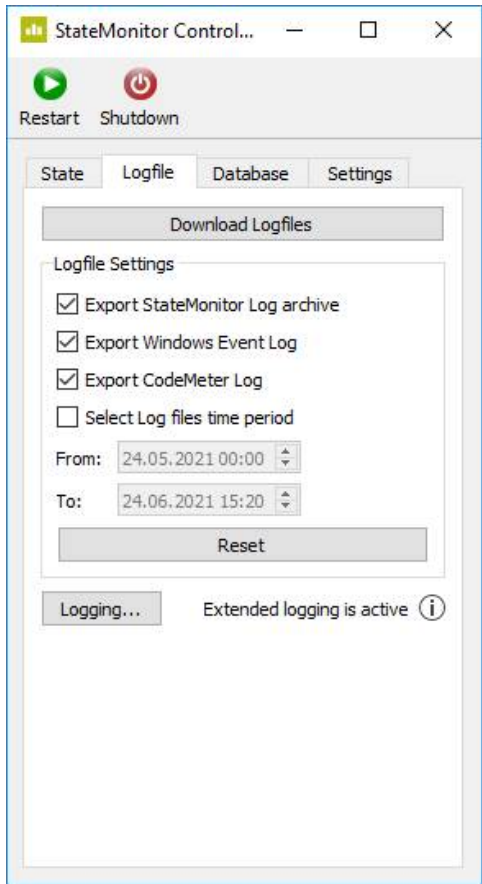 StateMonitor Control...
Restart Shutdown
State Logfile Database Settings
Download Logfiles
Logfile Settings
Export StateMonitor Log archive
Export Windows Event Log
Export CodeMeter Log
Select Log files time period
From: 24.05.2021 00:00
To: 24.06.2021 15:20
Reset
Logging... Extended logging is active